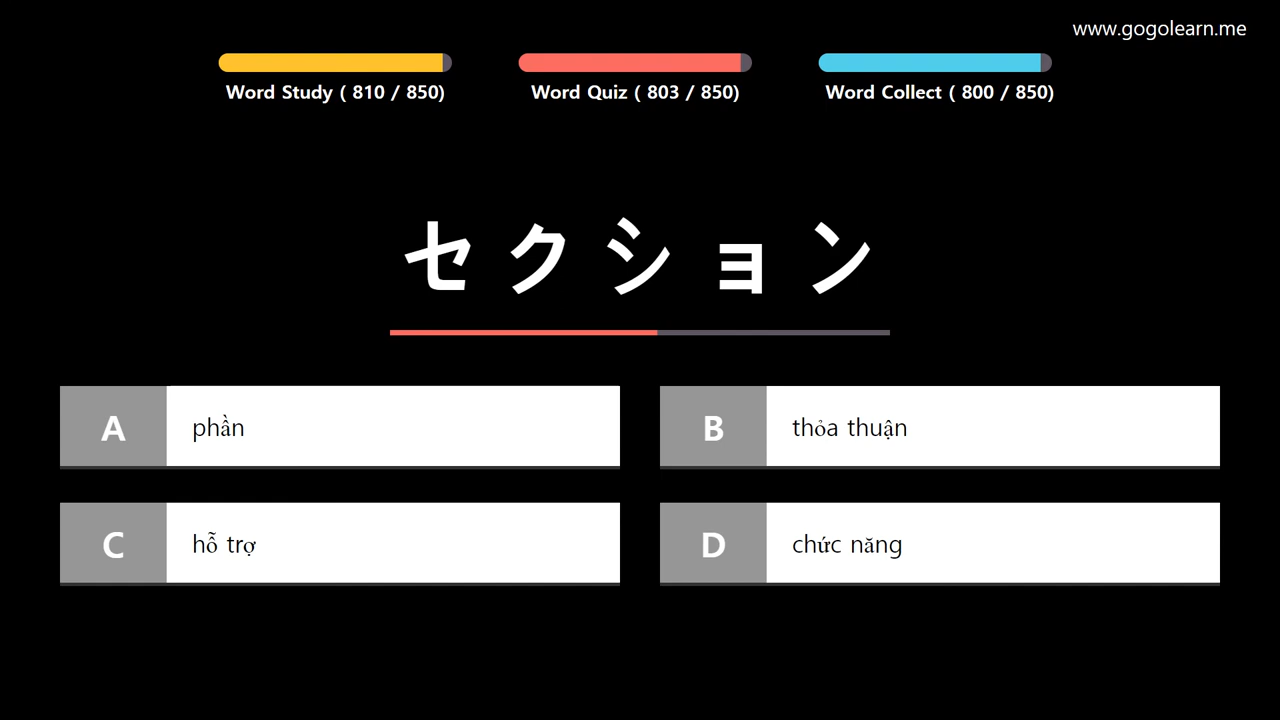 www.gogolearn.me
Word Study ( 810 / 850)
Word Quiz ( 803 / 850)
Word Collect ( 800 / 850)
セクション
A phần
B thỏa thuận
C hỗ trợ
D chức năng